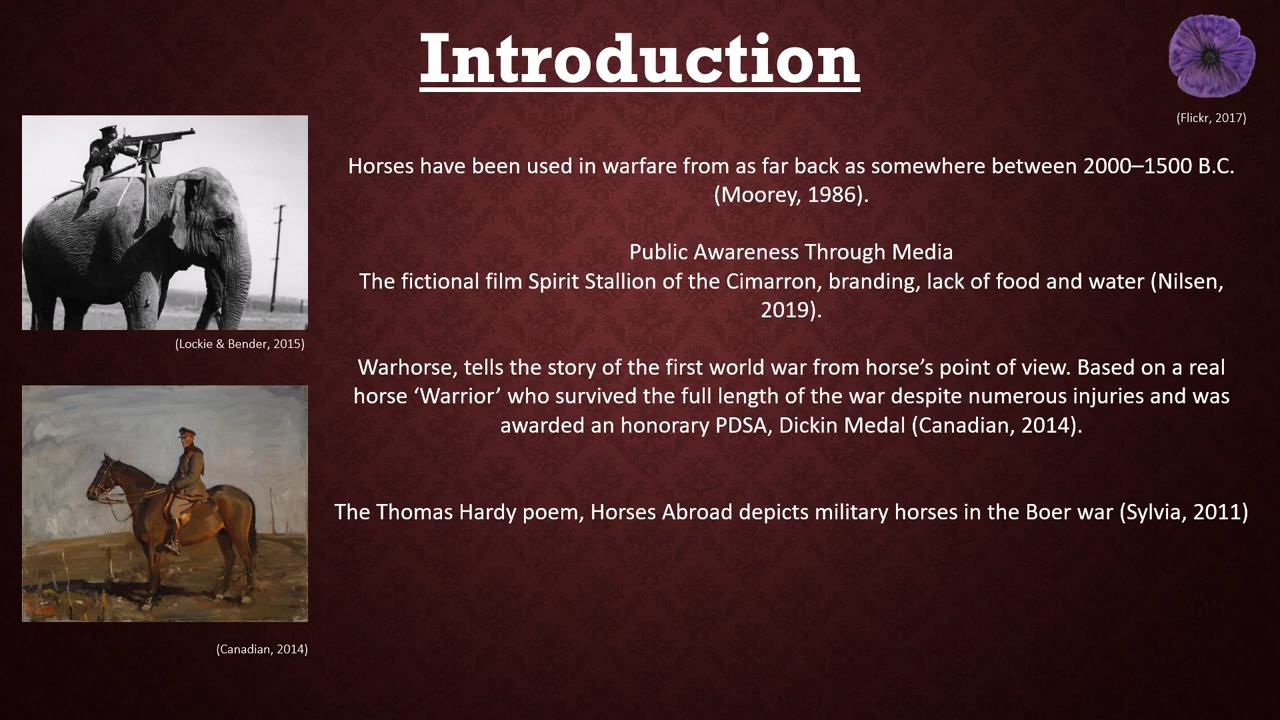 Introduction
(Flickr, 2017)
Horses have been used in warfare from as far back as somewhere between 2000–1500 B.C.
(Moorey, 1986).
Public Awareness Through Media
The fictional film Spirit Stallion of the Cimarron, branding, lack of food and water (Nilsen,
2019).
(Lockie & Bender, 2015)
Warhorse, tells the story of the first world war from horse’s point of view. Based on a real
horse ‘Warrior’ who survived the full length of the war despite numerous injuries and was
awarded an honorary PDSA, Dickin Medal (Canadian, 2014).
The Thomas Hardy poem, Horses Abroad depicts military horses in the Boer war (Sylvia, 2011)
(Canadian, 2014)